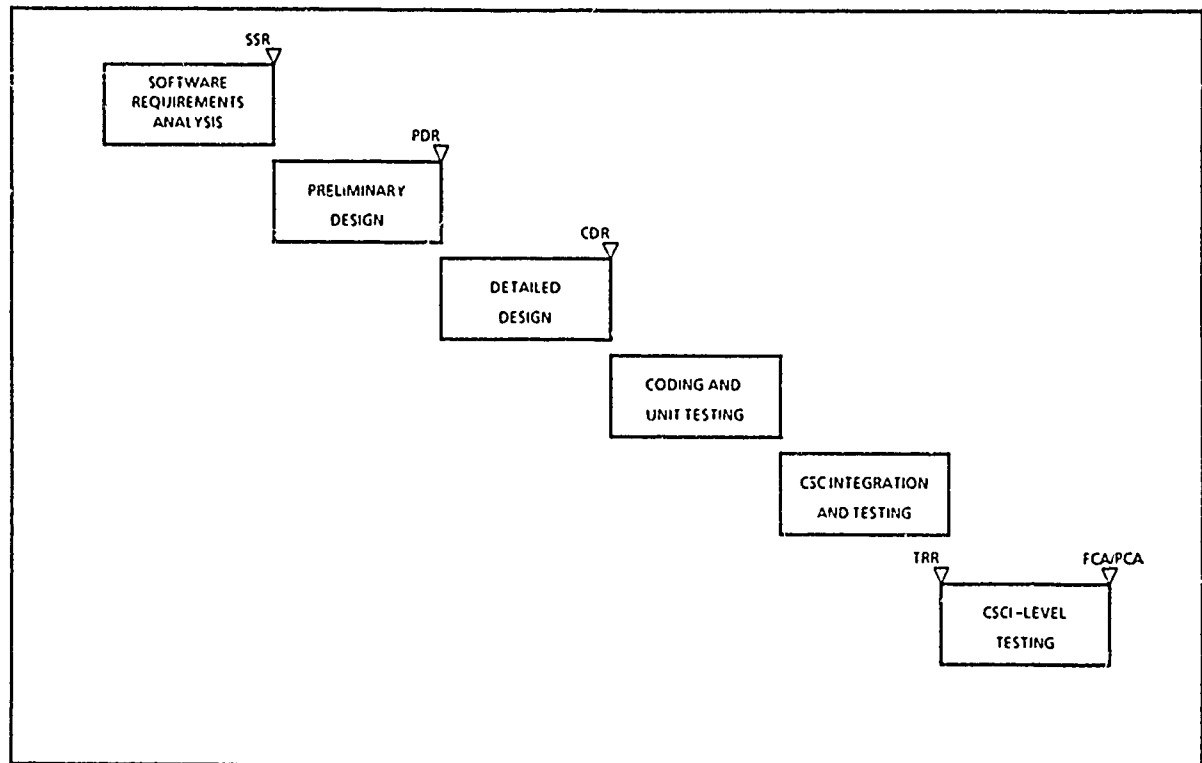 SSR
SOFTWARE
REQUIREMENTS
ANALYSIS
PDR
PRELIMINARY
DESIGN
CDR
DETAILED
DESIGN
CODING AND
UNIT TESTING
CSC INTEGRATION
AND TESTING
TRR
FCA/PCA
CSCI-LEVEL
TESTING